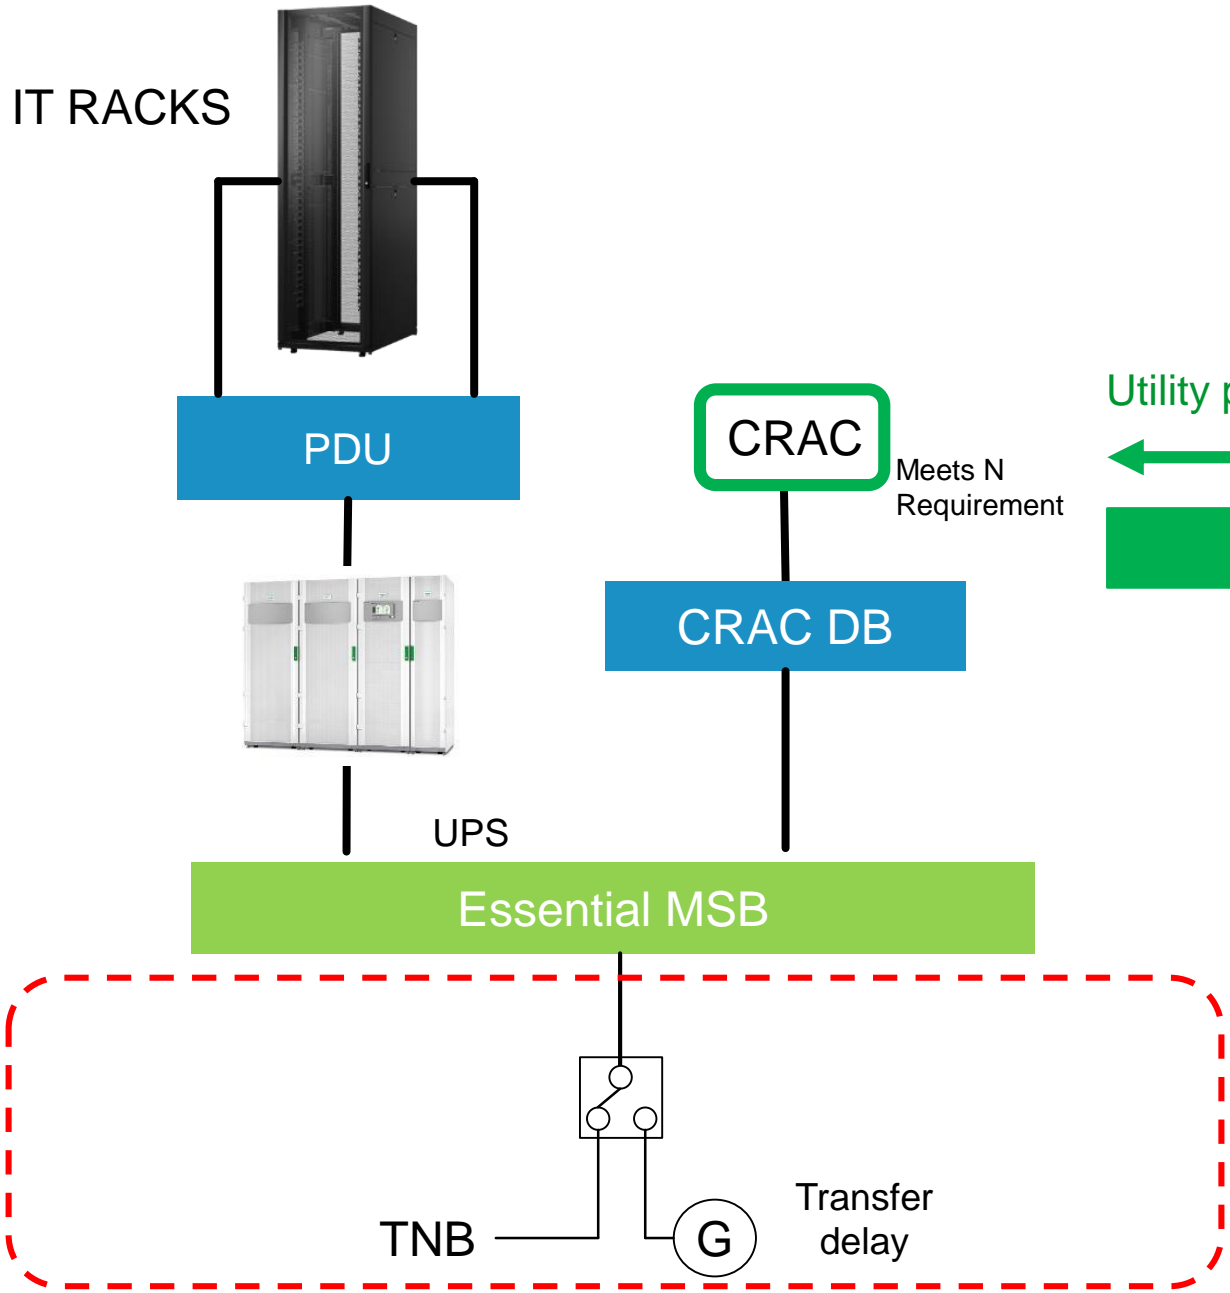 IT RACKS
PDU
CRAC
Meets N
Requirement
Utility p
CRAC DB
UPS
Essential MSB
TNB
G
Transfer
delay